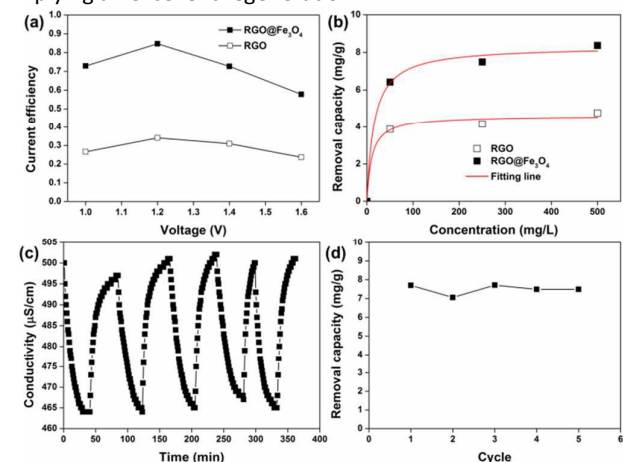 (a)
RGO@Fe3O4
RGO
Current efficiency
1.0
0.9
0.8
0.7
0.6
0.5
0.4
0.3
0.2
0.1
0.0
1.0 1.1 1.2 1.3 1.4 1.5 1.6
Voltage (V)
(b)
Removal capacity (mg/g)
10
8
6
4
2
0
RGO
RGO@Fe3O4
Fitting line
0 100 200 300 400 500
Concentration (mg/L)
(c)
Conductivity (µS/cm)
505
500
495
490
485
480
475
470
465
460
0 50 100 150 200 250 300 350 400
Time (min)
(d)
Removal capacity (mg/g)
10
9
8
7
6
5
4
3
2
1
0
0 1 2 3 4 5 6
Cycle